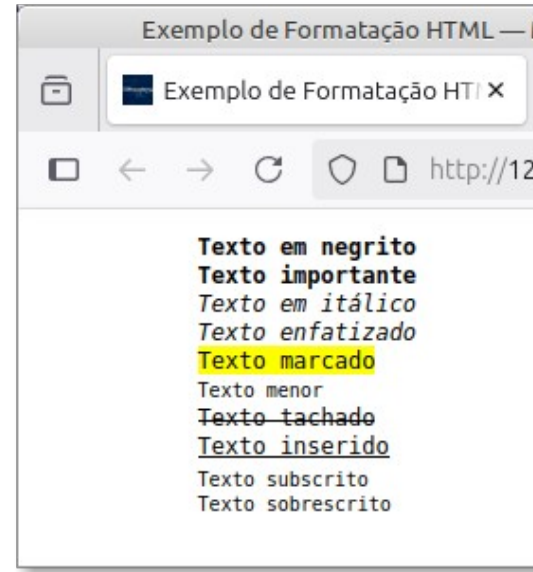 Exemplo de Formatação HTML —
Exemplo de Formatação HT
http://12
Texto em negrito
Texto importante
Texto em itálico
Texto enfatizado
Texto marcado
Texto menor
Texto tachado
Texto inserido
Texto subscrito
Texto sobrescrito